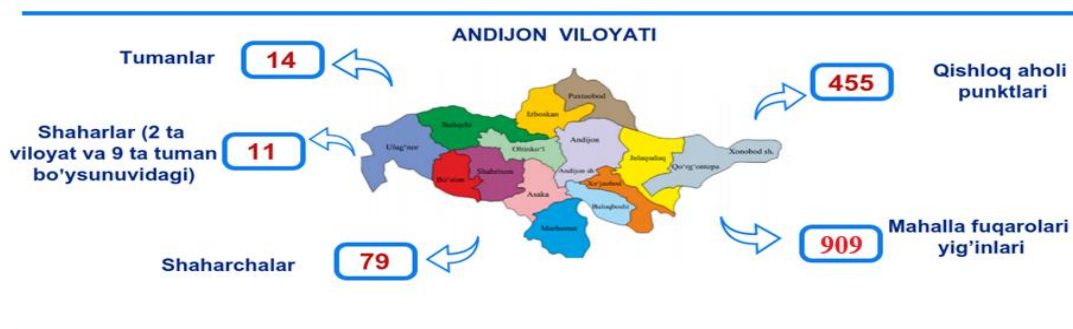 ANDIJON VILOYATI
Tumanlar
14
Shaharlar (2 ta
viloyat va 9 ta tuman
bo'ysunuvidagi)
11
Shaharchalar
79
455
Qishloq aholi
punktlari
909
Mahalla fuqarolari
yig'inlari
Paxtaobod
Izboskan
Baliqchi
Andijon
Ulug'nor
Oltinko'l
Jalaquduq
Xonobod sh.
Qo'rg'ontepa
Shahrixon
Andijon sh
Bo'ston
Xo'jaobod
Asaka
Buloqboshi
Marhamat